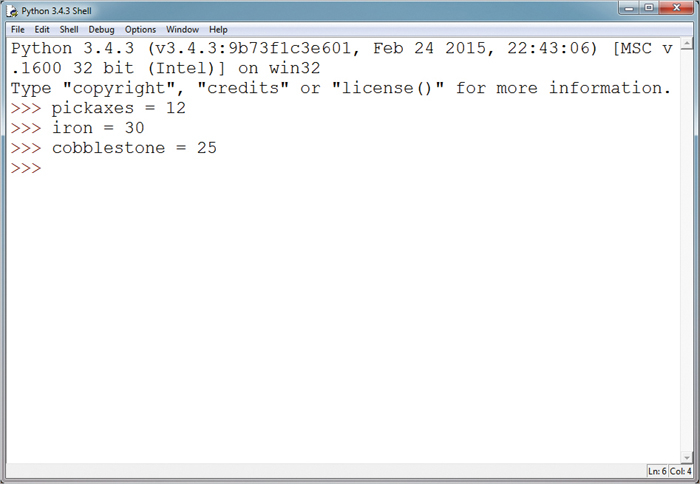 Python 3.4.3 Shell
File Edit Shell Debug Options Window Help
Python 3.4.3 (v3.4.3:9b73f1c3e601, Feb 24 2015, 22:43:06) [MSC v
.1600 32 bit (Intel)] on win32
Type "copyright", "credits" or "license()" for more information.
>>> pickaxes = 12
>>> iron = 30
>>> cobblestone = 25
>>>
Ln: 6 Col: 4